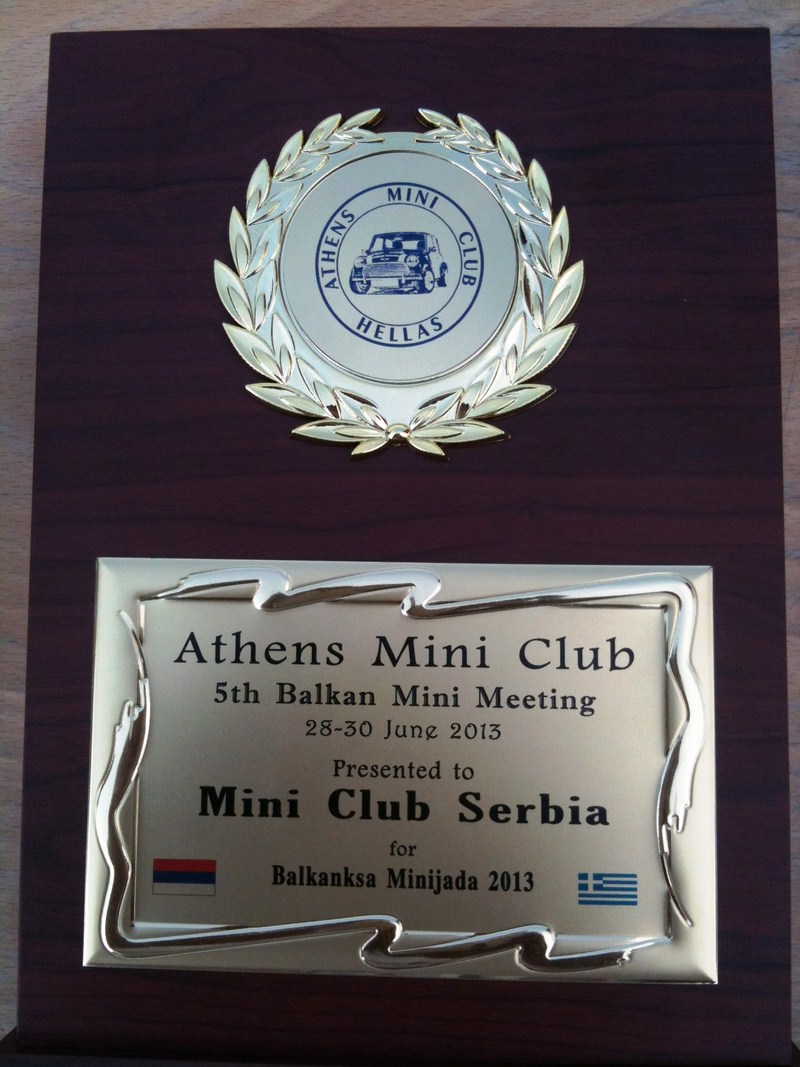 ATHENS MINI CLUB
HELLAS
Athens Mini Club
5th Balkan Mini Meeting
28-30 June 2013
Presented to
Mini Club Serbia
for
Balkanksa Minijada 2013